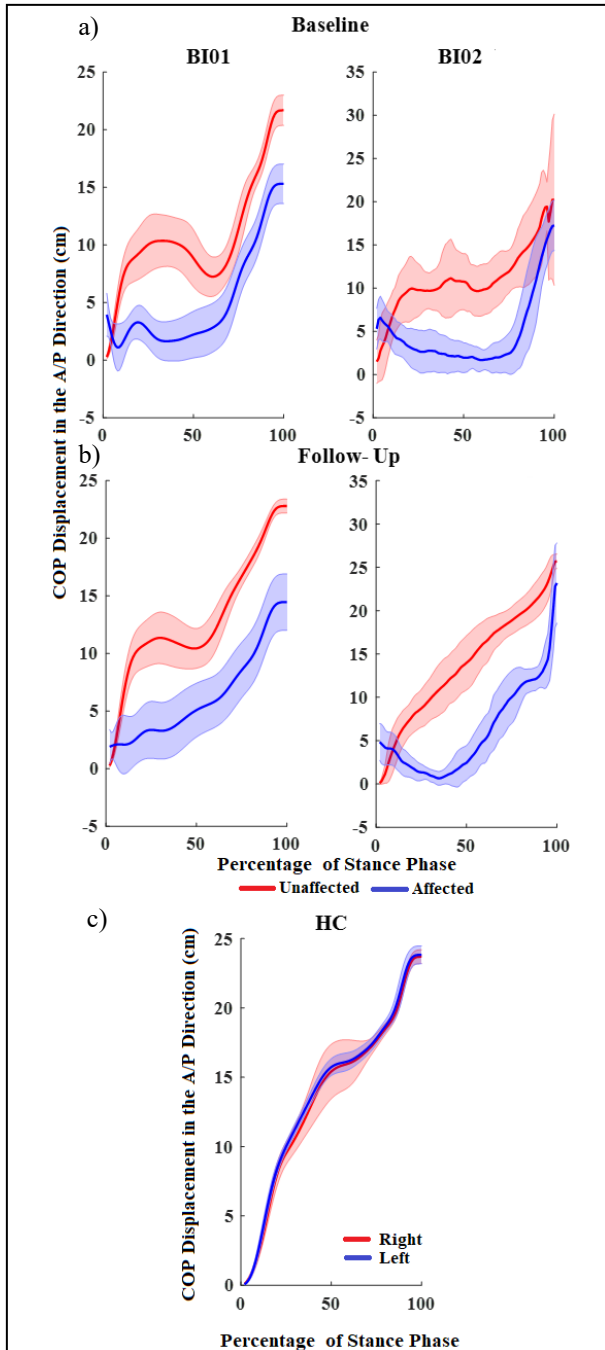 a) Baseline
BI01 BI02
COP Displacement in the A/P Direction (cm)
25
20
15
10
5
0
-5
0 50 100
35
30
25
20
15
10
5
0
-5
0 50 100
b) Follow- Up
25
20
15
10
5
0
-5
0 50 100
35
30
25
20
15
10
5
0
-5
0 50 100
Percentage of Stance Phase
Unaffected Affected
c) HC
COP Displacement in the A/P Direction (cm)
25
20
15
10
5
0
0 50 100
Right
Left
Percentage of Stance Phase